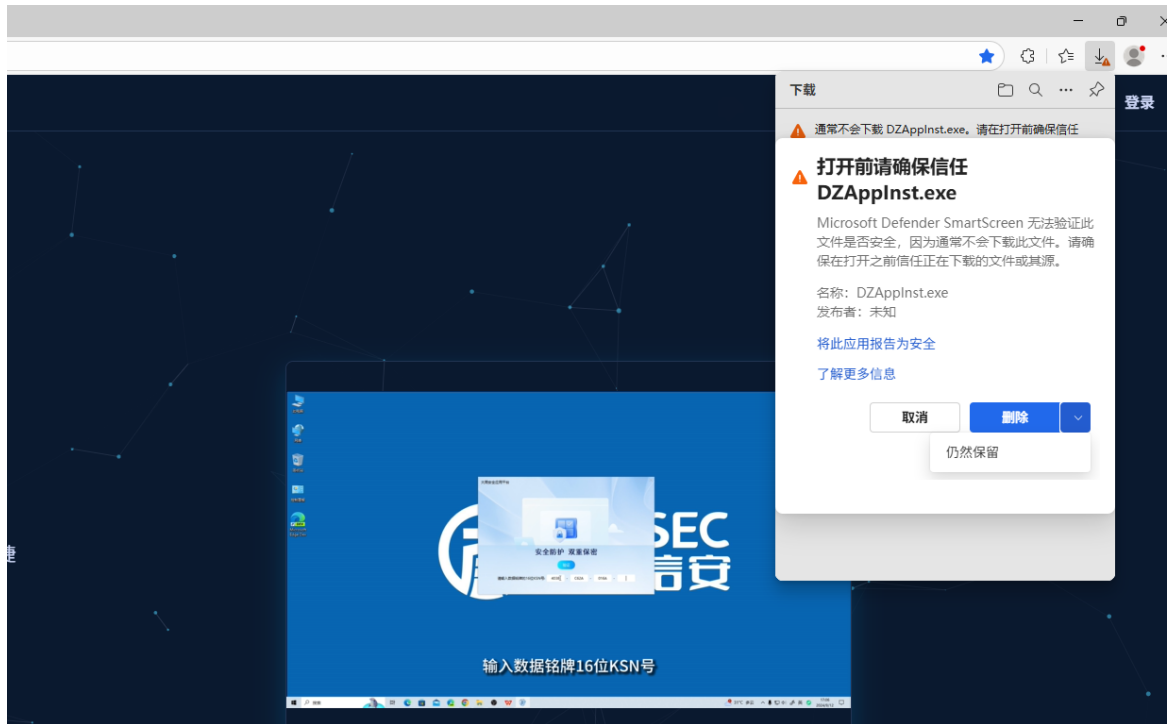 下载
登录
通常不会下载 DZAppInst.exe。请在打开前确保信任
打开前请确保信任
DZAppInst.exe
Microsoft Defender SmartScreen 无法验证此
文件是否安全，因为通常不会下载此文件。请确
保在打开之前信任正在下载的文件或其源。
名称：DZAppInst.exe
发布者：未知
将此应用报告为安全
了解更多信息
取消
删除
仍然保留
捷
SEC
信安
安全防护 双重保密
输入数据铭牌16位KSN号